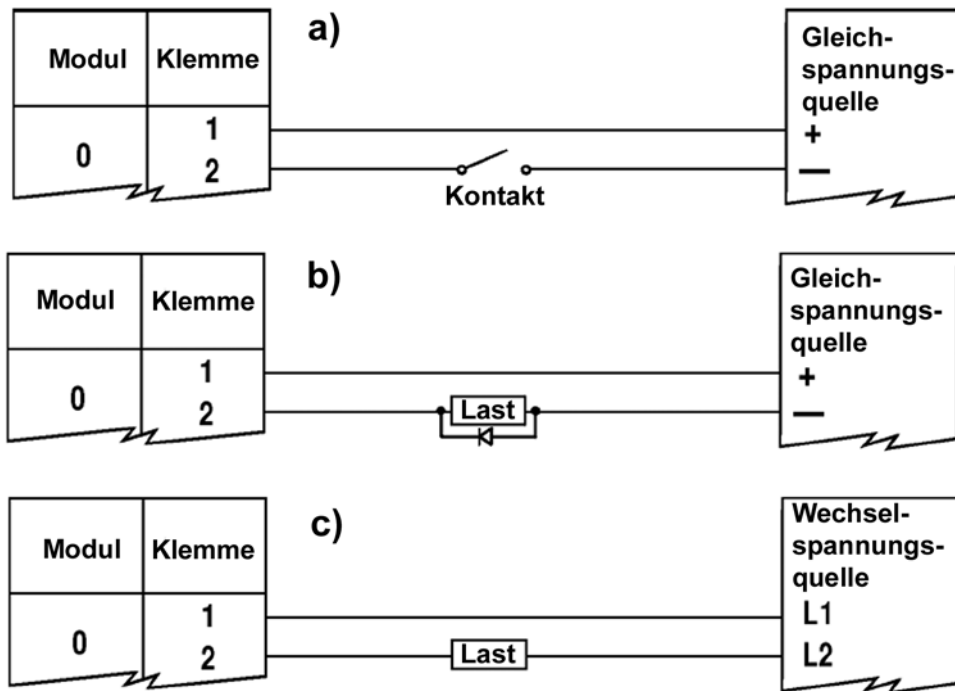 a)
Modul Klemme
0
1
2
Kontakt
Gleich-
spannungs-
quelle
+
—
b)
Modul Klemme
0
1
2
Last
Gleich-
spannungs-
quelle
+
—
c)
Modul Klemme
0
1
2
Last
Wechsel-
spannungs-
quelle
L1
L2